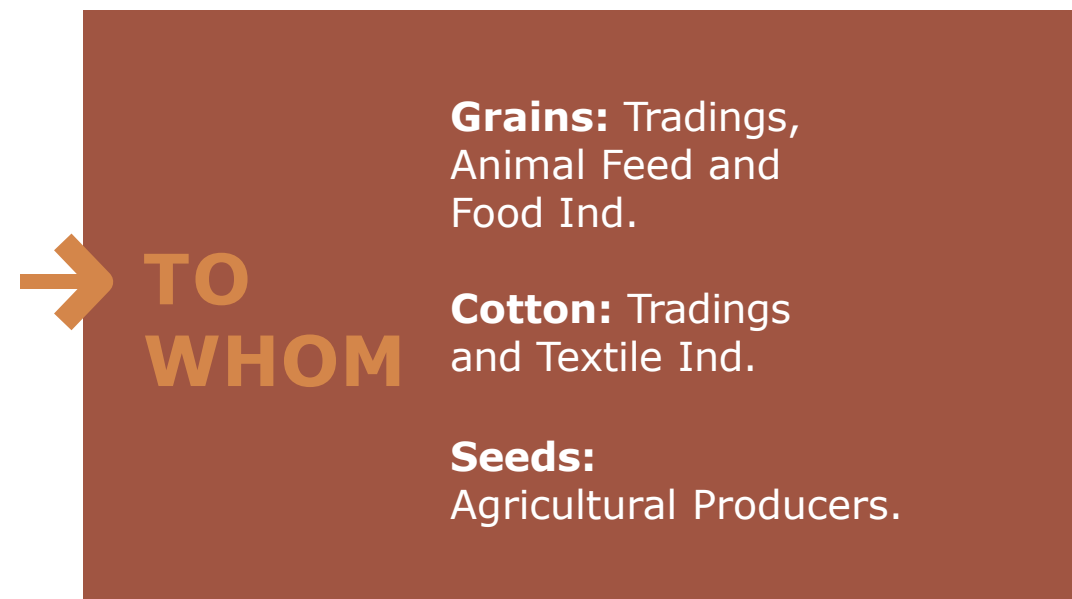 TO
WHOM
Grains: Tradings,
Animal Feed and
Food Ind.
Cotton: Tradings
and Textile Ind.
Seeds:
Agricultural Producers.